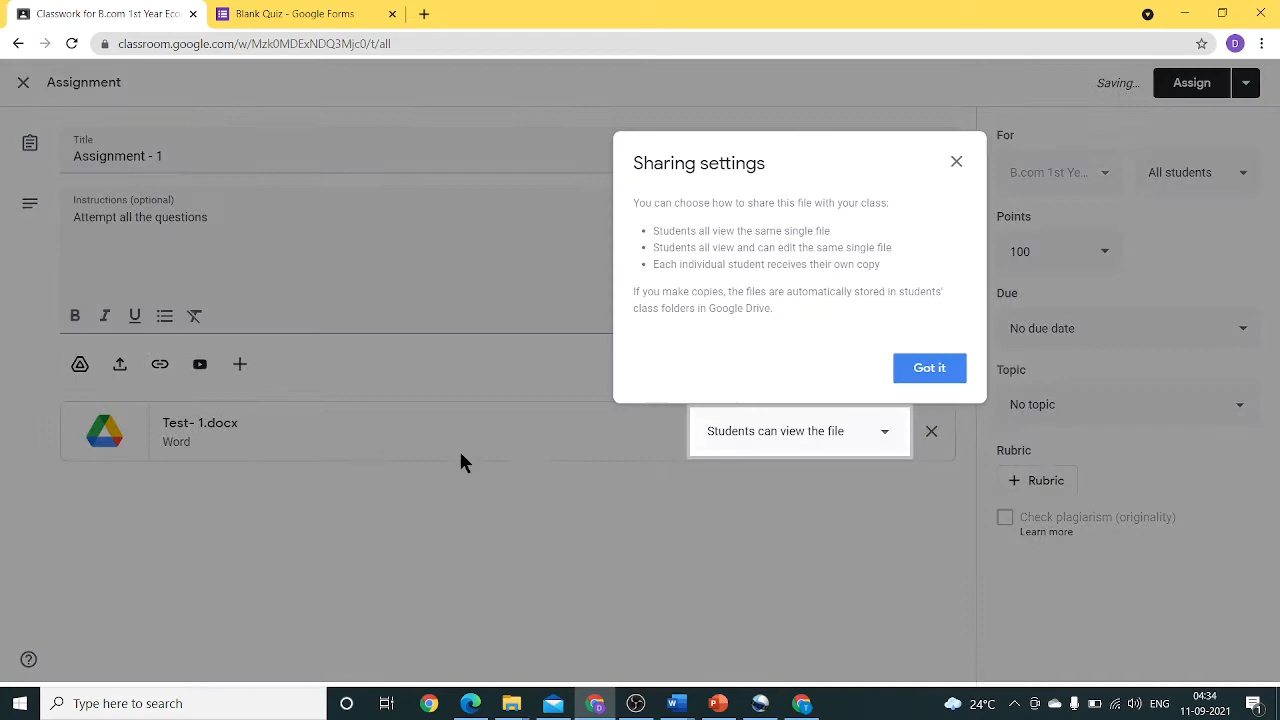 Classwork for B.com 1st Year Eco
Blank Quiz - Google Forms
classroom.google.com/w/Mzk0MDExNDQ3Mjc0/t/all
D
Assignment
Saving...
Assign
Title
Assignment - 1
Instructions (optional)
Attempt all the questions
B I U
Test- 1.docx
Word
Sharing settings
You can choose how to share this file with your class:
• Students all view the same single file
• Students all view and can edit the same single file
• Each individual student receives their own copy
If you make copies, the files are automatically stored in students'
class folders in Google Drive.
Got it
Students can view the file
For
B.com 1st Ye...
All students
Points
100
Due
No due date
Topic
No topic
Rubric
+ Rubric
Check plagiarism (originality)
Learn more
Type here to search
24°C
ENG
04:34
11-09-2021